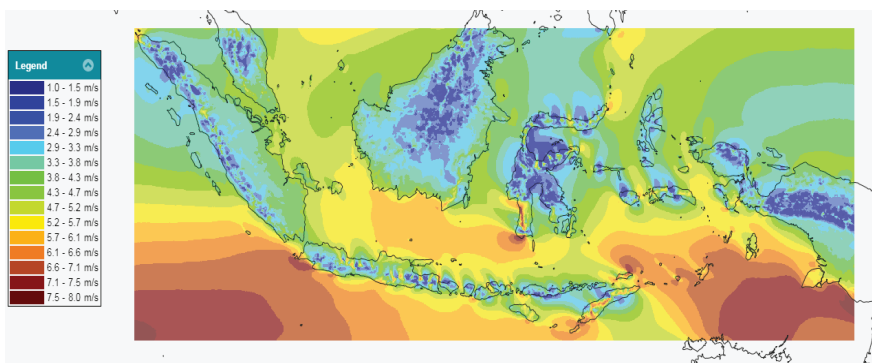 Legend
1.0 - 1.5 m/s
1.5 - 1.9 m/s
1.9 - 2.4 m/s
2.4 - 2.9 m/s
2.9 - 3.3 m/s
3.3 - 3.8 m/s
3.8 - 4.3 m/s
4.3 - 4.7 m/s
4.7 - 5.2 m/s
5.2 - 5.7 m/s
5.7 - 6.1 m/s
6.1 - 6.6 m/s
6.6 - 7.1 m/s
7.1 - 7.5 m/s
7.5 - 8.0 m/s